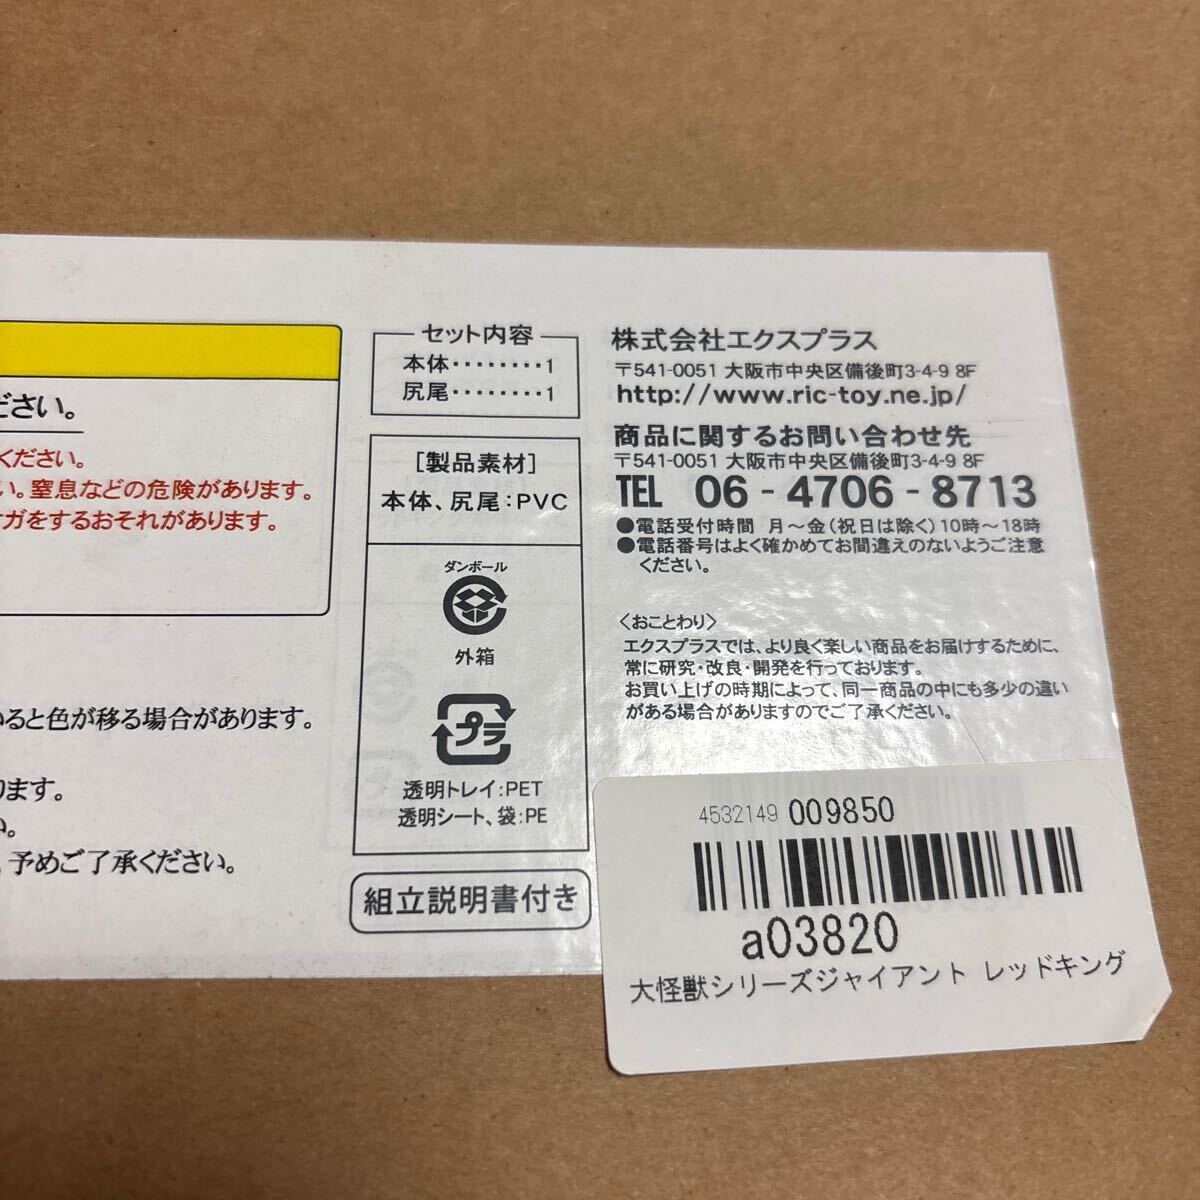 ださい。
ください。
い。窒息などの危険があります。
ガをするおそれがあります。
いると色が移る場合があります。
ります。
い。
予めご了承ください。
セット内容
本体・・・・・・・・1
尻尾・・・・・・・・1
[製品素材]
本体、尻尾:PVC
ダンボール
外箱
プラ
透明トレイ:PET
透明シート、袋:PE
組立説明書付き
株式会社エクスプラス
〒541-0051 大阪市中央区備後町3-4-9 8F
http://www.ric-toy.ne.jp/
商品に関するお問い合わせ先
〒541-0051 大阪市中央区備後町3-4-9 8F
TEL 06-4706-8713
●電話受付時間 月～金(祝日は除く)10時～18時
●電話番号はよく確かめてお間違えのないようご注意
ください。
〈おことわり〉
エクスプラスでは、より良く楽しい商品をお届けするために、
常に研究・改良・開発を行っております。
お買い上げの時期によって、同一商品の中にも多少の違い
がある場合がありますのでご了承ください。
4532149 009850
a03820
大怪獣シリーズジャイアント レッドキング